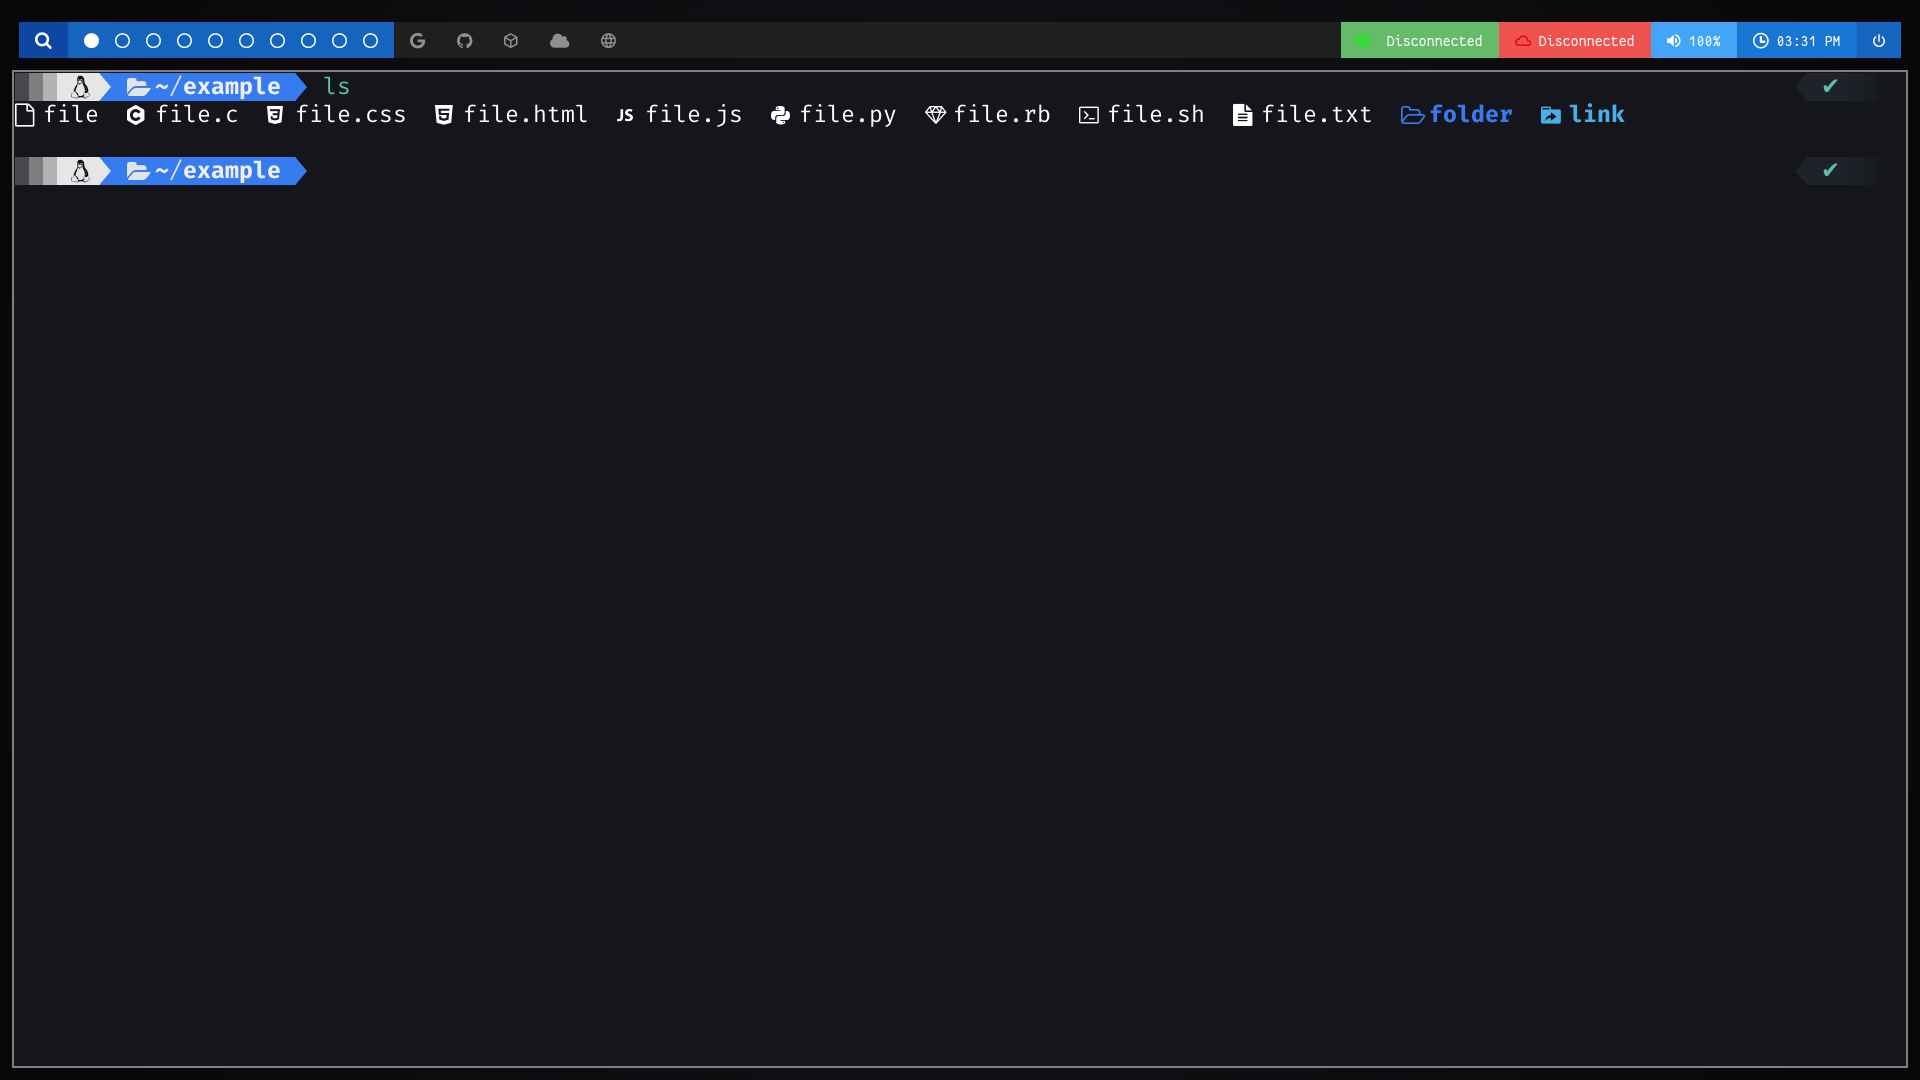 Disconnected Disconnected 100% 03:31 PM
~/example ls ✔
file file.c file.css file.html JS file.js file.py file.rb file.sh file.txt folder link
~/example ✔